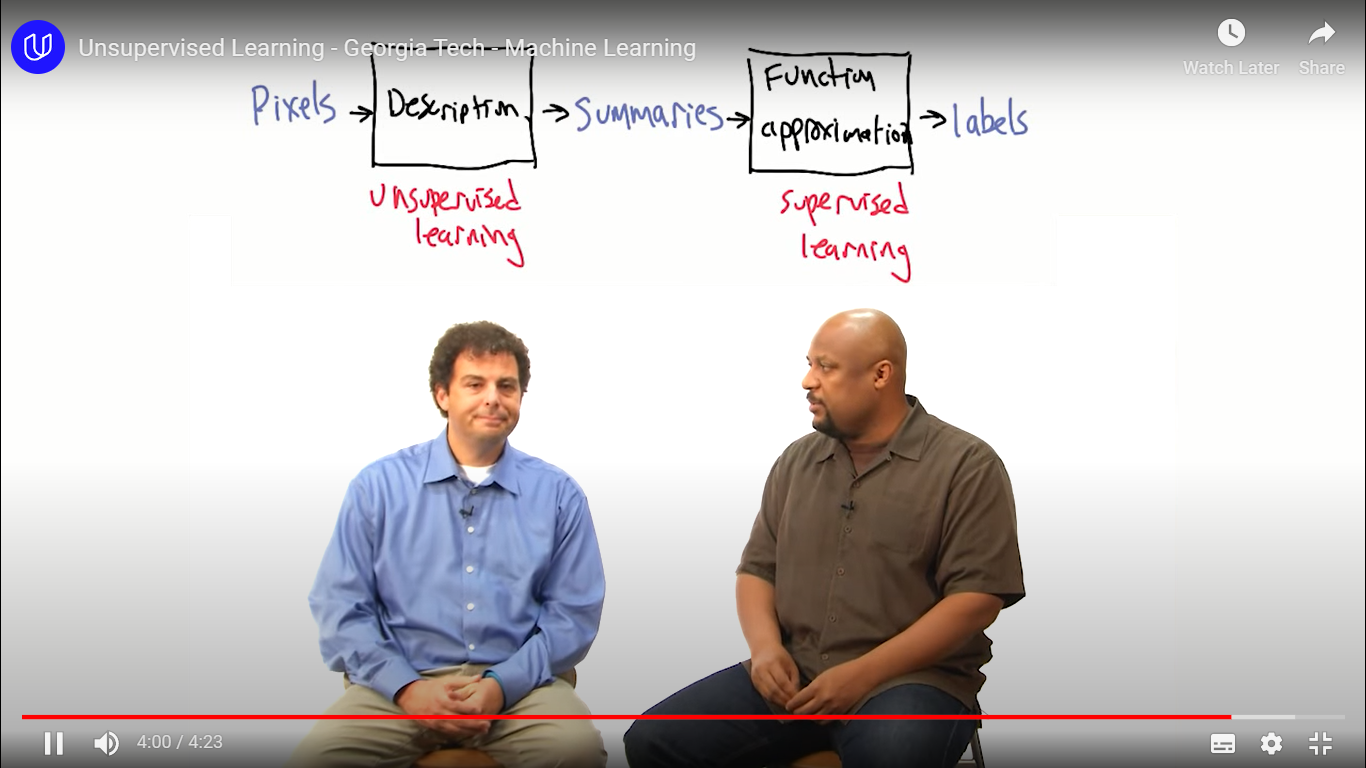 Unsupervised Learning - Georgia Tech - Machine Learning
Watch Later
Share
Pixels → Description → Summaries → Function approximation → labels
unsupervised
learning
supervised
learning
4:00 / 4:23